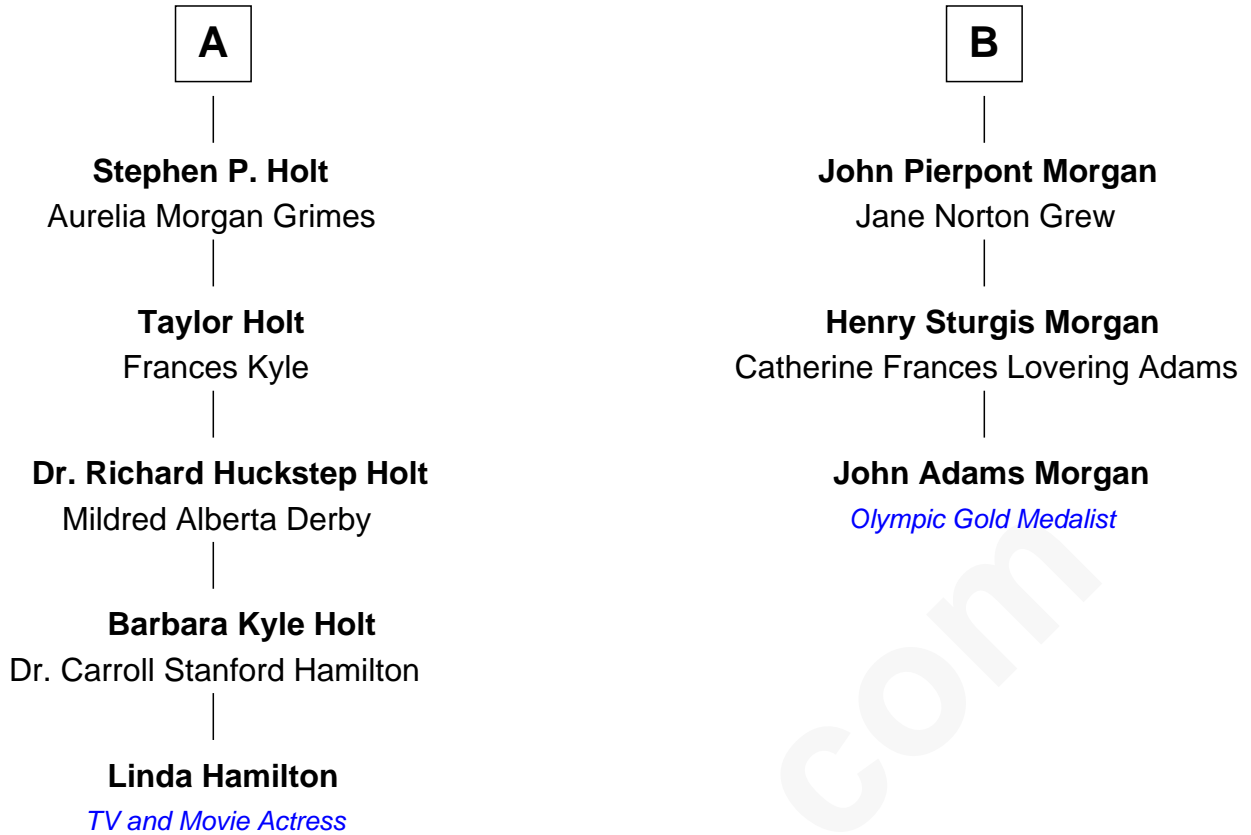 A
Stephen P. Holt
Aurelia Morgan Grimes
Taylor Holt
Frances Kyle
Dr. Richard Huckstep Holt
Mildred Alberta Derby
Barbara Kyle Holt
Dr. Carroll Stanford Hamilton
Linda Hamilton
TV and Movie Actress
B
John Pierpont Morgan
Jane Norton Grew
Henry Sturgis Morgan
Catherine Frances Lovering Adams
John Adams Morgan
Olympic Gold Medalist
com